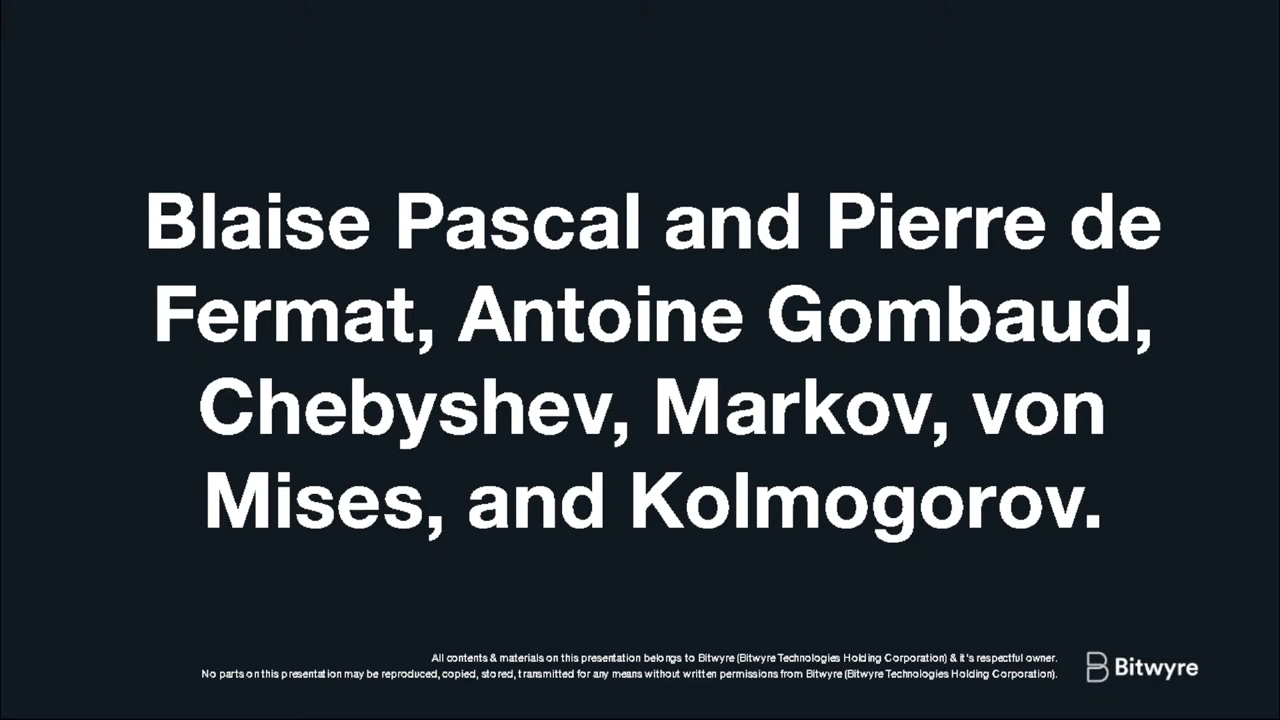 Blaise Pascal and Pierre de
Fermat, Antoine Gombaud,
Chebyshev, Markov, von
Mises, and Kolmogorov.
All contents & materials on this presentation belongs to Bitwyre (Bitwyre Technologies Holding Corporation) & it's respectful owner.
No parts on this presentation may be reproduced, copied, stored, transmitted for any means without written permissions from Bitwyre (Bitwyre Technologies Holding Corporation).
Bitwyre